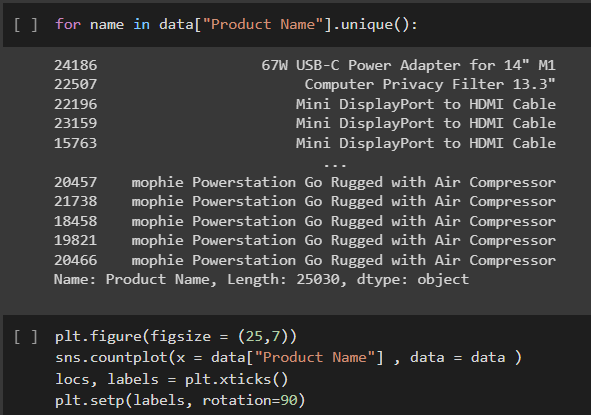 [ ] for name in data["Product Name"].unique():
24186 67W USB-C Power Adapter for 14" M1
22507 Computer Privacy Filter 13.3"
22196 Mini DisplayPort to HDMI Cable
23159 Mini DisplayPort to HDMI Cable
15763 Mini DisplayPort to HDMI Cable
...
20457 mophie Powerstation Go Rugged with Air Compressor
21738 mophie Powerstation Go Rugged with Air Compressor
18458 mophie Powerstation Go Rugged with Air Compressor
19821 mophie Powerstation Go Rugged with Air Compressor
20466 mophie Powerstation Go Rugged with Air Compressor
Name: Product Name, Length: 25030, dtype: object
[ ] plt.figure(figsize = (25,7))
sns.countplot(x = data["Product Name"] , data = data )
locs, labels = plt.xticks()
plt.setp(labels, rotation=90)